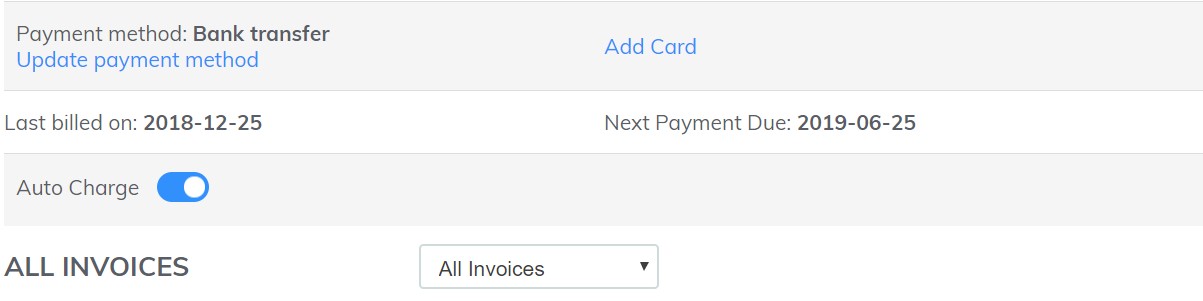 Payment method: Bank transfer
Update payment method
Add Card
Last billed on: 2018-12-25
Next Payment Due: 2019-06-25
Auto Charge
ALL INVOICES
All Invoices